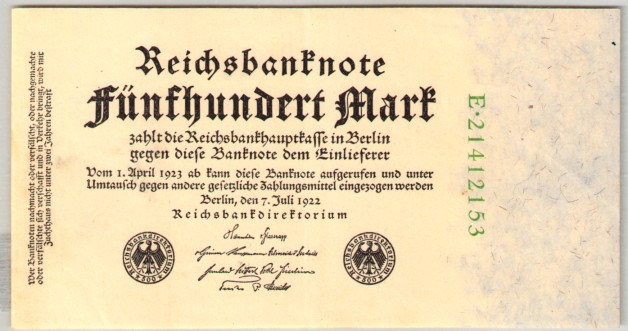 Reichsbanknote
Fünfhundert Mark
zahlt die Reichsbankhauptkasse in Berlin
gegen diese Banknote dem Einlieferer
Vom 1. April 1923 ab kann diese Banknote aufgerufen und unter
Umtausch gegen andere gesetzliche Zahlungsmittel eingezogen werden
Berlin, den 7. Juli 1922
Reichsbankdirektorium
Wer Banknoten nachmacht oder verfälscht, oder nachgemachte
oder verfälschte sich verschafft und in Verkehr bringt, wird mit
Zuchthaus nicht unter zwei Jahren bestraft
E·21412153